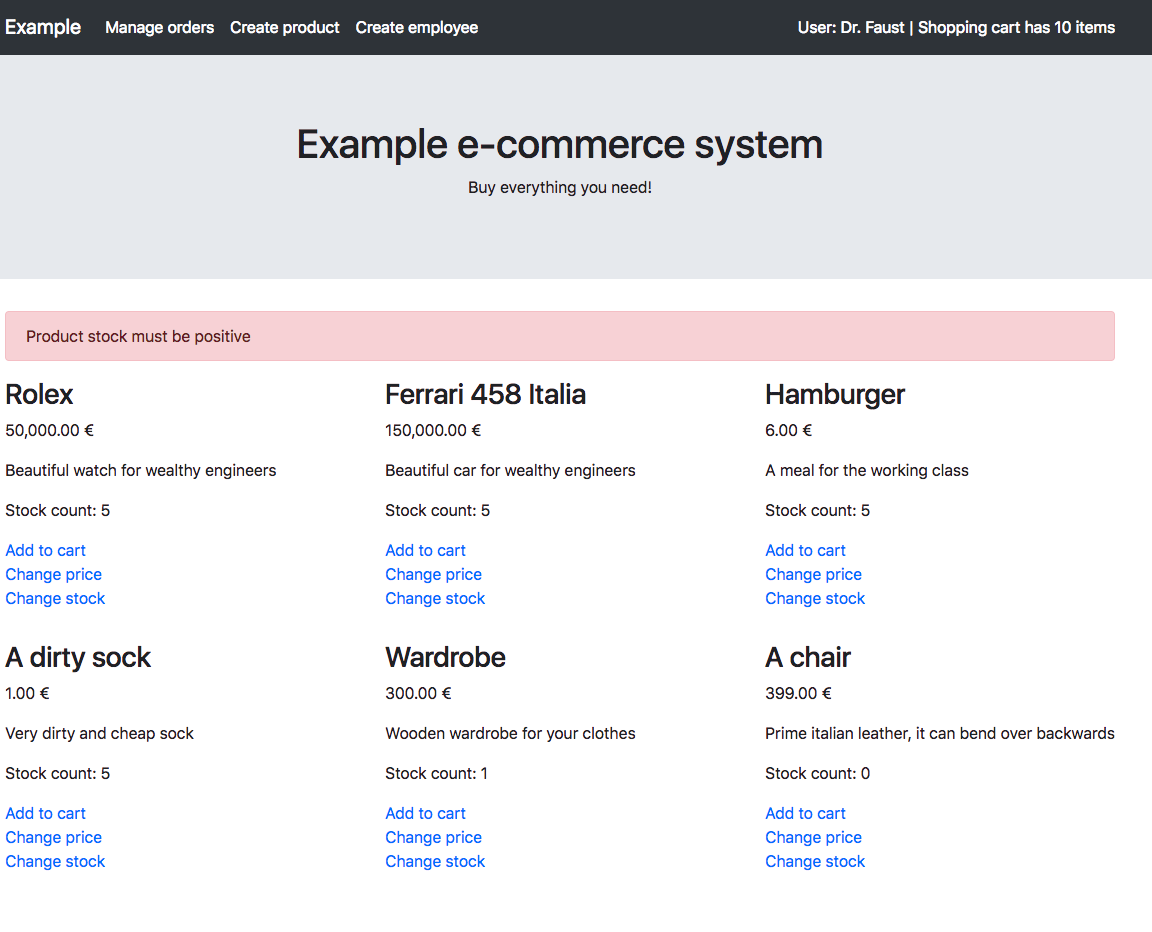 Example Manage orders Create product Create employee User: Dr. Faust | Shopping cart has 10 items
Example e-commerce system
Buy everything you need!
Product stock must be positive
Rolex
50,000.00 €
Beautiful watch for wealthy engineers
Stock count: 5
Add to cart
Change price
Change stock
Ferrari 458 Italia
150,000.00 €
Beautiful car for wealthy engineers
Stock count: 5
Add to cart
Change price
Change stock
Hamburger
6.00 €
A meal for the working class
Stock count: 5
Add to cart
Change price
Change stock
A dirty sock
1.00 €
Very dirty and cheap sock
Stock count: 5
Add to cart
Change price
Change stock
Wardrobe
300.00 €
Wooden wardrobe for your clothes
Stock count: 1
Add to cart
Change price
Change stock
A chair
399.00 €
Prime italian leather, it can bend over backwards
Stock count: 0
Add to cart
Change price
Change stock